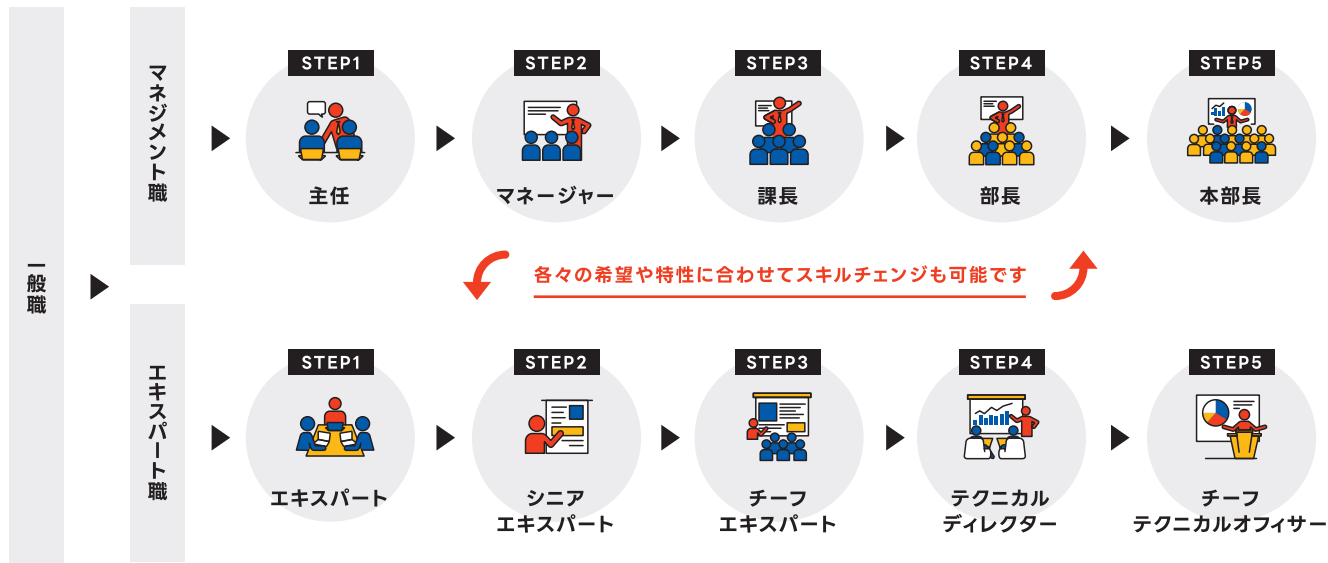 一般職
マネジメント職
STEP1
主任
STEP2
マネージャー
STEP3
課長
STEP4
部長
STEP5
本部長
各々の希望や特性に合わせてスキルチェンジも可能です
エキスパート職
STEP1
エキスパート
STEP2
シニア
エキスパート
STEP3
チーフ
エキスパート
STEP4
テクニカル
ディレクター
STEP5
チーフ
テクニカルオフィサー